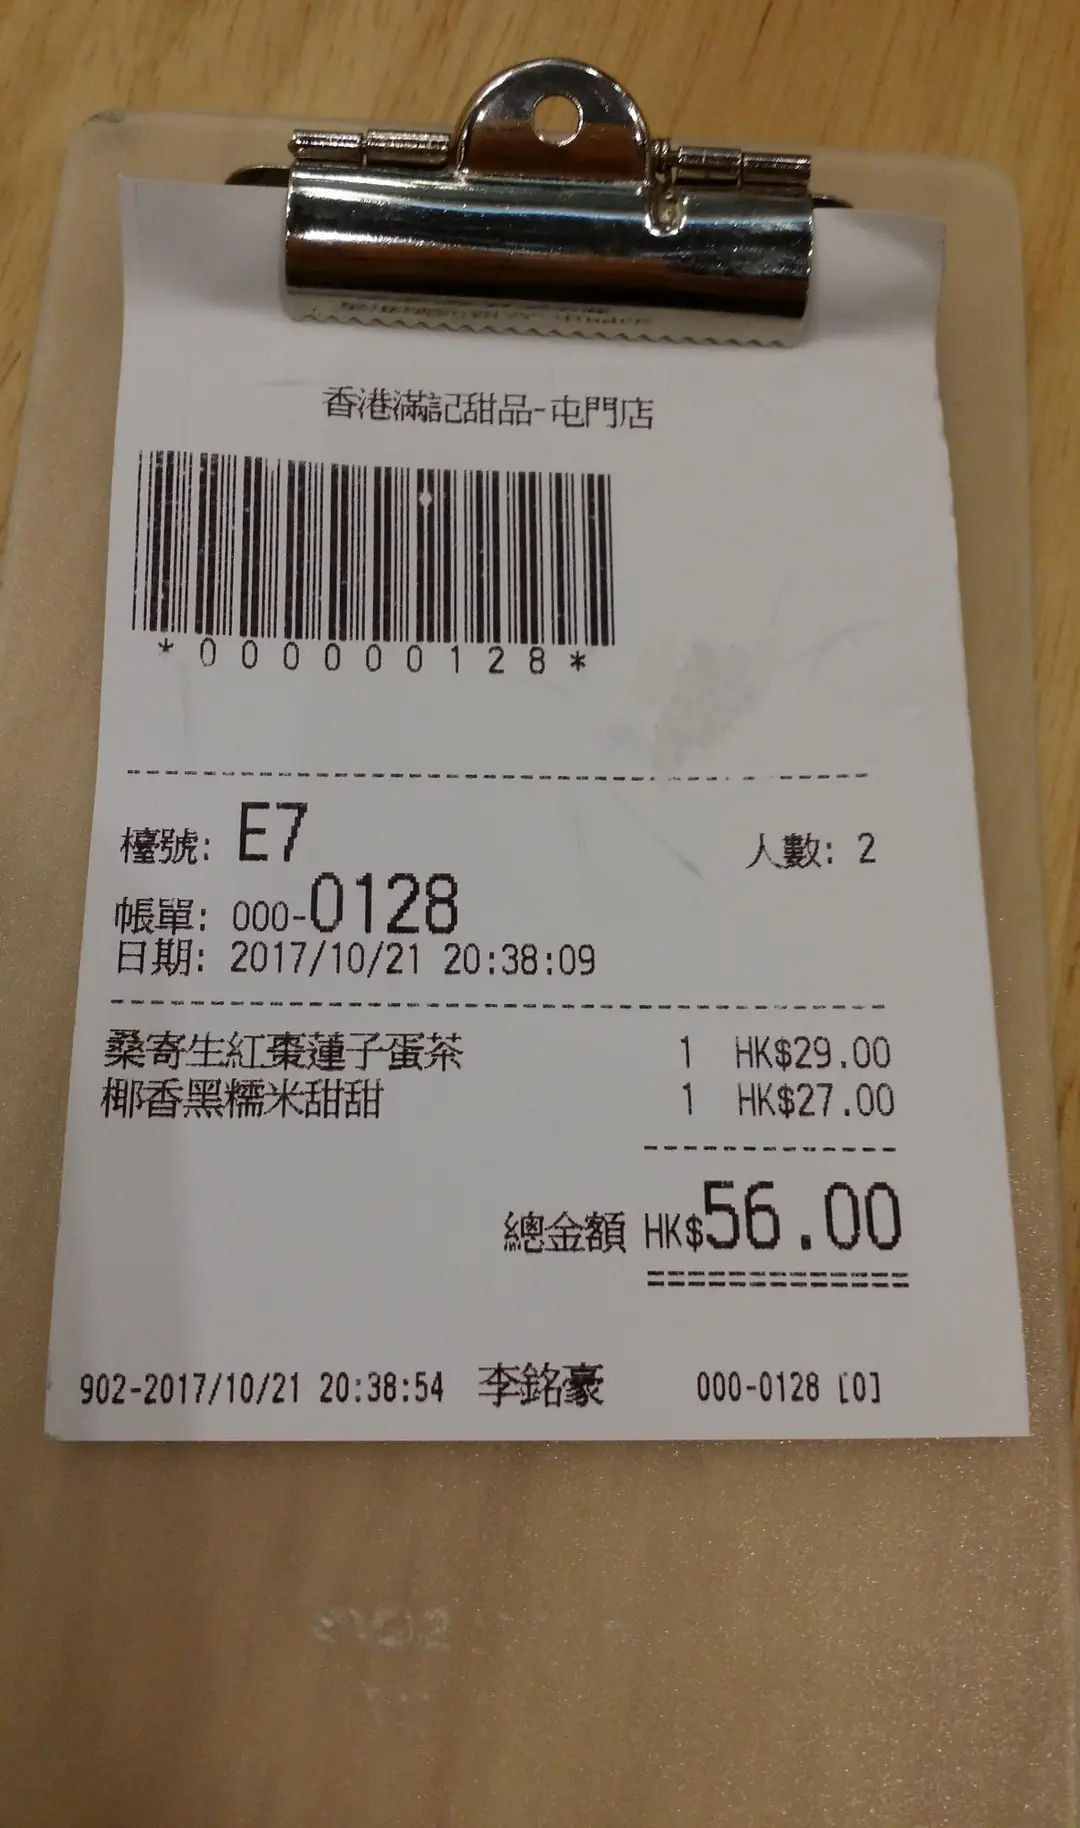 香港滿記甜品-屯門店
*000000128*
檯號: E7 人數: 2
帳單: 000-0128
日期: 2017/10/21 20:38:09
桑寄生紅棗蓮子蛋茶 1 HK$29.00
椰香黑糯米甜甜 1 HK$27.00
總金額 HK$56.00
902-2017/10/21 20:38:54 李銘豪 000-0128 [0]